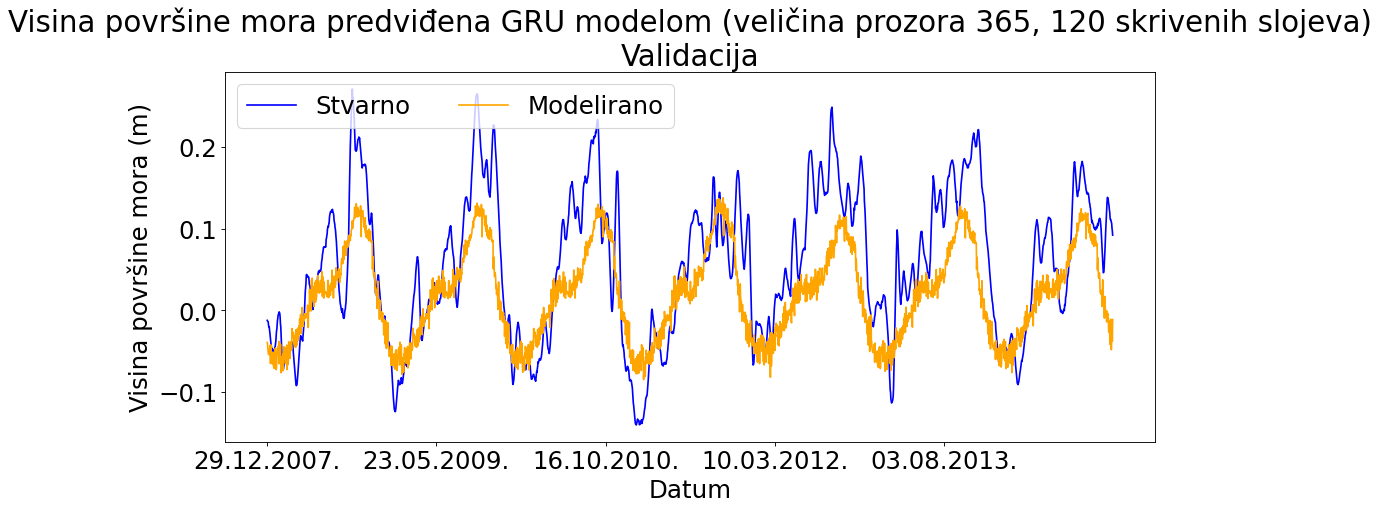 Visina površine mora predviđena GRU modelom (veličina prozora 365, 120 skrivenih slojeva)
Validacija
Stvarno
Modelirano
Visina površine mora (m)
0.2
0.1
0.0
−0.1
29.12.2007.
23.05.2009.
16.10.2010.
10.03.2012.
03.08.2013.
Datum